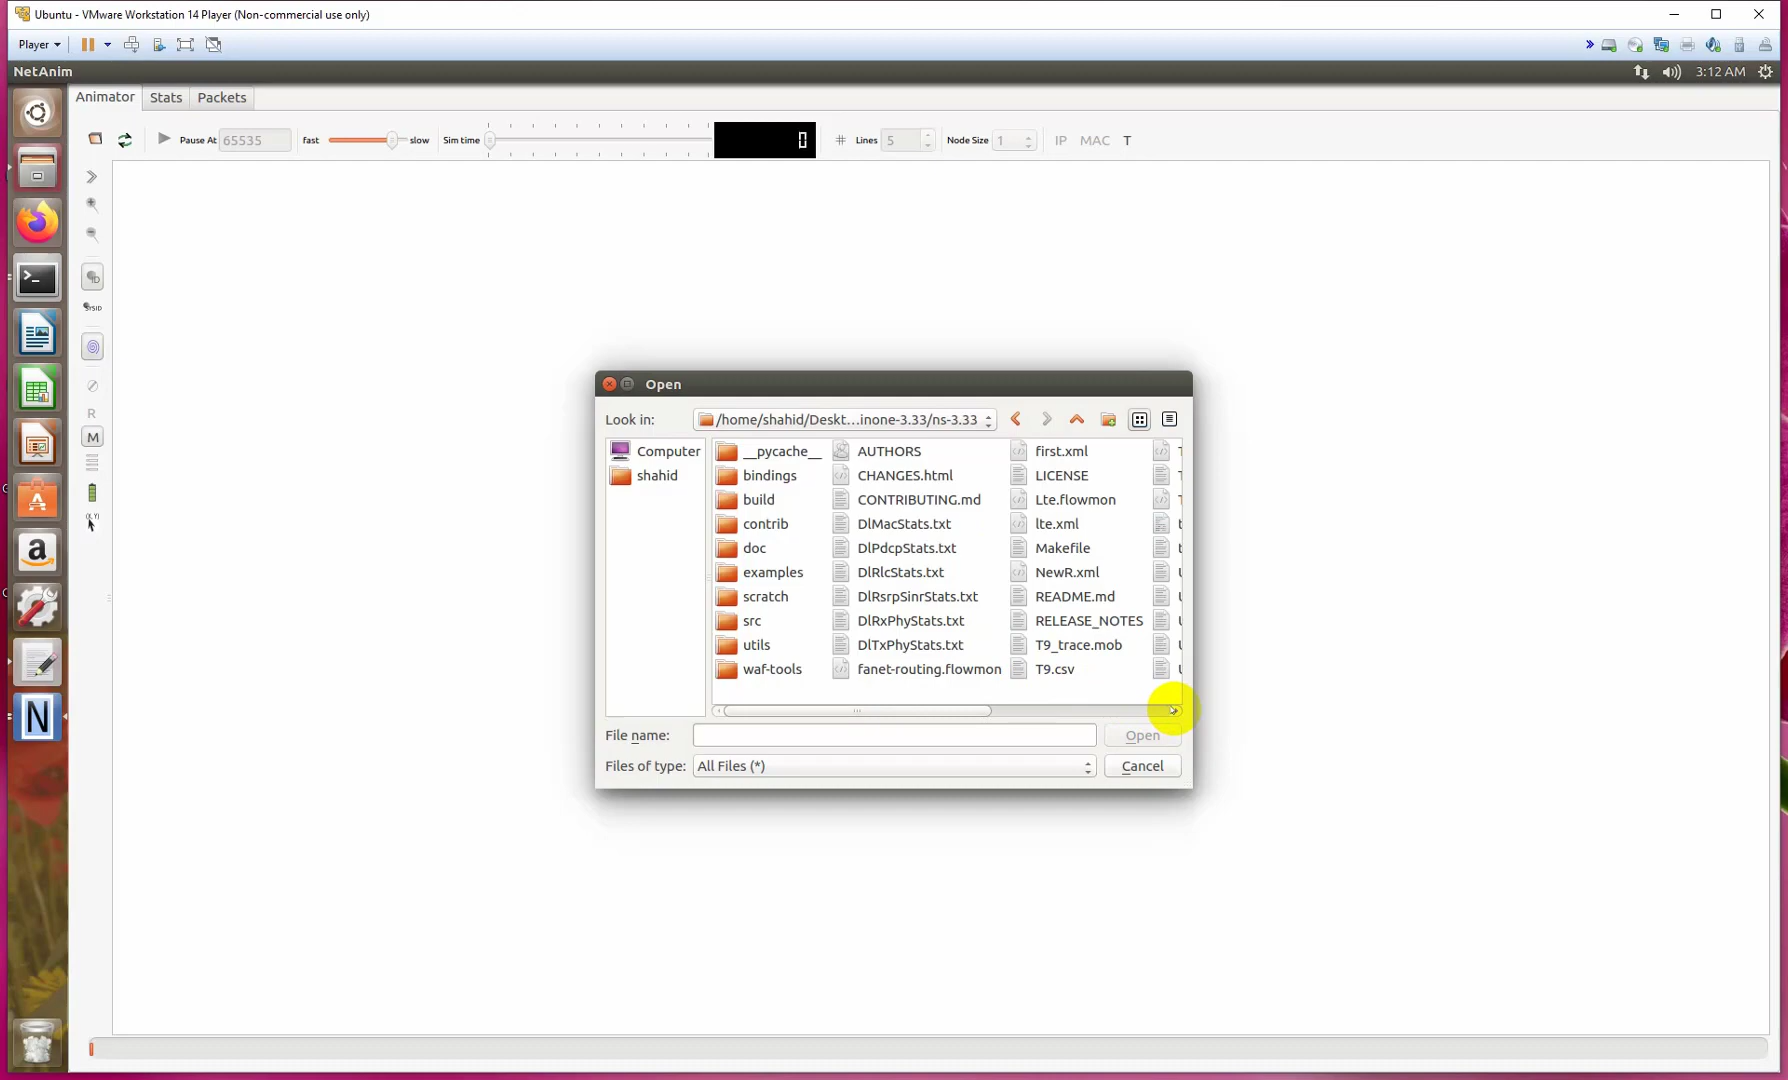 Ubuntu - VMware Workstation 14 Player (Non-commercial use only)
Player
NetAnim
3:12 AM
Animator Stats Packets
Pause At 65535 fast slow Sim time 0 Lines 5 Node Size 1 IP MAC T
D
SYSID
R
M
(X, Y)
Open
Look in: /home/shahid/Deskt...inone-3.33/ns-3.33
Computer
shahid
__pycache__
bindings
build
contrib
doc
examples
scratch
src
utils
waf-tools
AUTHORS
CHANGES.html
CONTRIBUTING.md
DlMacStats.txt
DlPdcpStats.txt
DlRlcStats.txt
DlRsrpSinrStats.txt
DlRxPhyStats.txt
DlTxPhyStats.txt
fanet-routing.flowmon
first.xml
LICENSE
Lte.flowmon
lte.xml
Makefile
NewR.xml
README.md
RELEASE_NOTES
T9_trace.mob
T9.csv
File name:
Open
Files of type: All Files (*)
Cancel